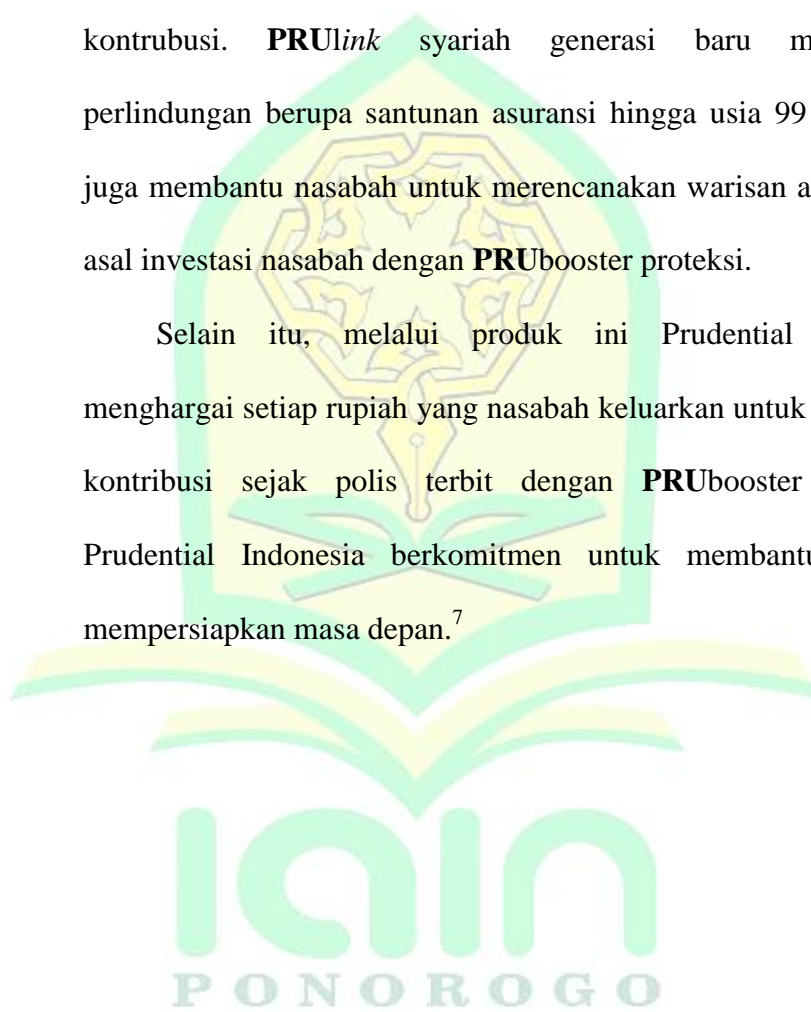 kontrubusi. PRUlink syariah generasi baru m
perlindungan berupa santunan asuransi hingga usia 99
juga membantu nasabah untuk merencanakan warisan a
asal investasi nasabah dengan PRUbooster proteksi.
Selain itu, melalui produk ini Prudential
menghargai setiap rupiah yang nasabah keluarkan untuk
kontribusi sejak polis terbit dengan PRUbooster
Prudential Indonesia berkomitmen untuk membantu
mempersiapkan masa depan.7
iain
PONOROGO